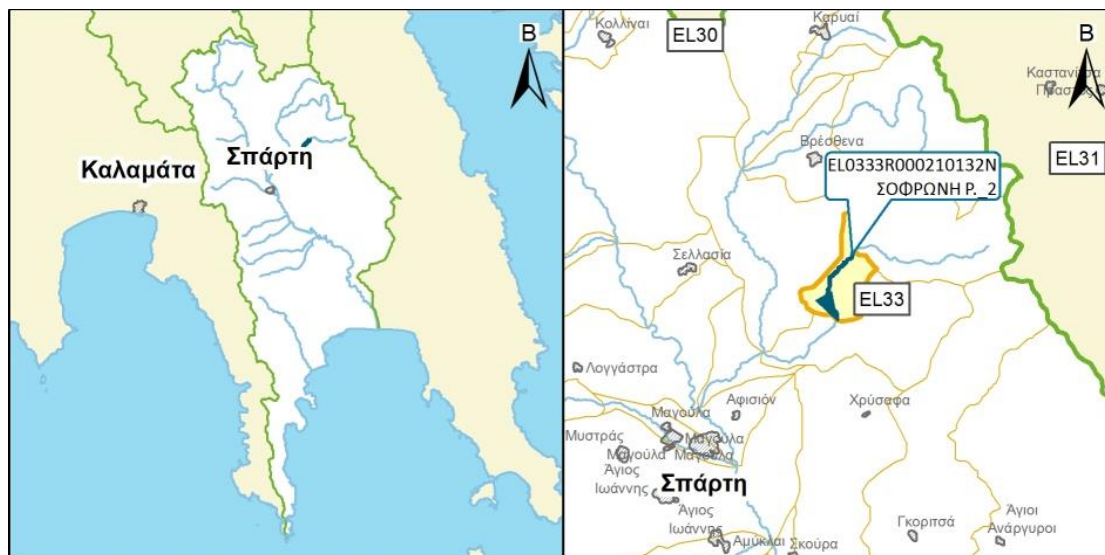 Β
Σπάρτη
Καλαμάτα
Κολλίναι
EL30
Καρυαί
Β
Καστανίτσα
Πραστός
Βρέσθενα
EL31
EL0333R000210132N
ΣΟΦΡΩΝΗ Ρ._2
Σελλασία
EL33
Λογγάστρα
Αφισιόν
Χρύσαφα
Μαγούλα
Μυστράς
Μαγούλα
Μαγούλα
Μαγούλα
Άγιος
Ιωάννης
Σπάρτη
Άγιος
Ιωάννης
Αμύκλαι
Σκούρα
Γκοριτσά
Άγιοι
Ανάργυροι